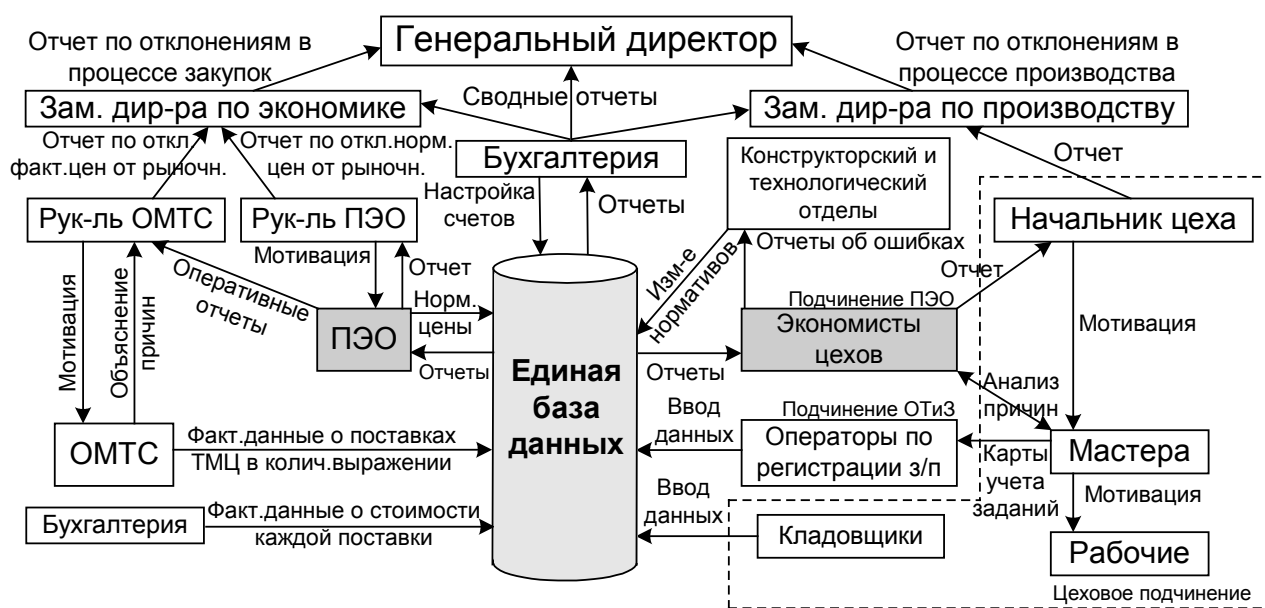 Генеральный директор
Отчет по отклонениям в
процессе закупок
Отчет по отклонениям в
процессе производства
Зам. дир-ра по экономике
Сводные отчеты
Зам. дир-ра по производству
Отчет по откл.
факт.цен от рыночн.
Отчет по откл.норм.
цен от рыночн.
Бухгалтерия
Конструкторский и
технологический
отделы
Отчет
Рук-ль ОМТС
Рук-ль ПЭО
Настройка
счетов
Отчеты
Начальник цеха
Мотивация
Отчет
Оперативные
отчеты
Изм-е
нормативов
Отчеты об ошибках
Отчет
Мотивация
Объяснение
причин
ПЭО
Норм.
цены
Отчеты
Единая
база
данных
Отчеты
Подчинение ПЭО
Экономисты
цехов
Мотивация
Анализ
причин
ОМТС
Факт.данные о поставках
ТМЦ в колич.выражении
Ввод
данных
Подчинение ОТиЗ
Операторы по
регистрации з/п
Карты
учета
заданий
Мастера
Мотивация
Бухгалтерия
Факт.данные о стоимости
каждой поставки
Ввод
данных
Кладовщики
Рабочие
Цеховое подчинение